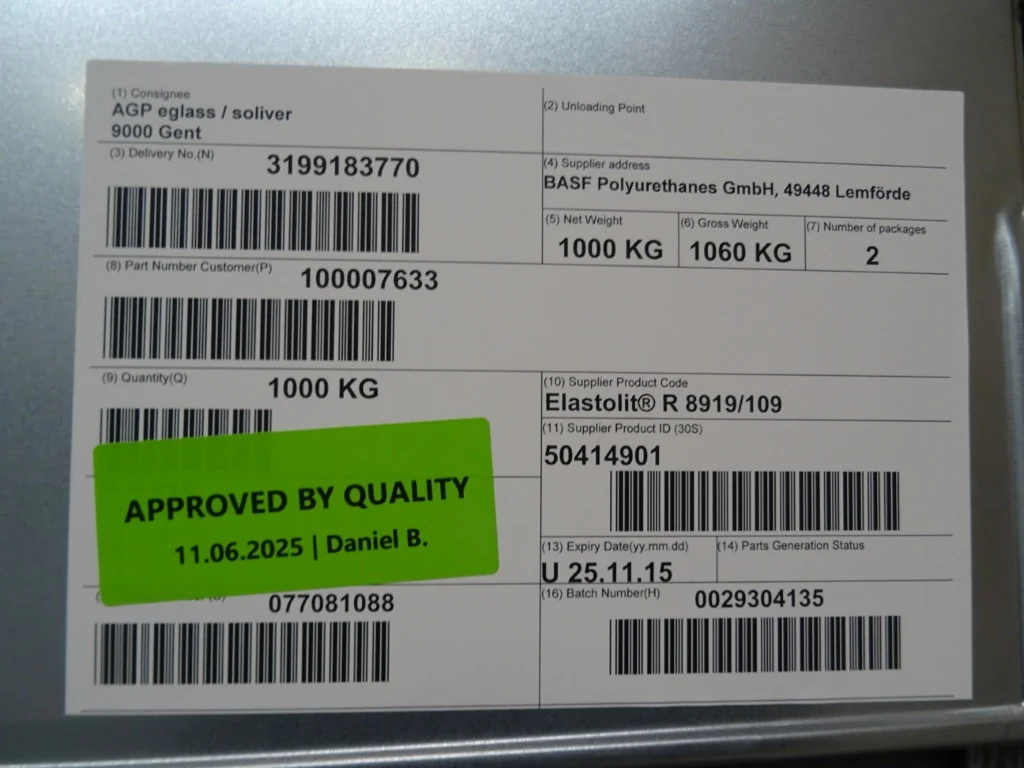 (1) Consignee
AGP eglass / soliver
9000 Gent
(2) Unloading Point
(3) Delivery No.(N)
3199183770
(4) Supplier address
BASF Polyurethanes GmbH, 49448 Lemförde
(5) Net Weight
1000 KG
(6) Gross Weight
1060 KG
(7) Number of packages
2
(8) Part Number Customer(P)
100007633
(9) Quantity(Q)
1000 KG
(10) Supplier Product Code
Elastolit® R 8919/109
(11) Supplier Product ID (30S)
50414901
APPROVED BY QUALITY
11.06.2025 | Daniel B.
(13) Expiry Date(yy.mm.dd)
U 25.11.15
(14) Parts Generation Status
077081088
(16) Batch Number(H)
0029304135